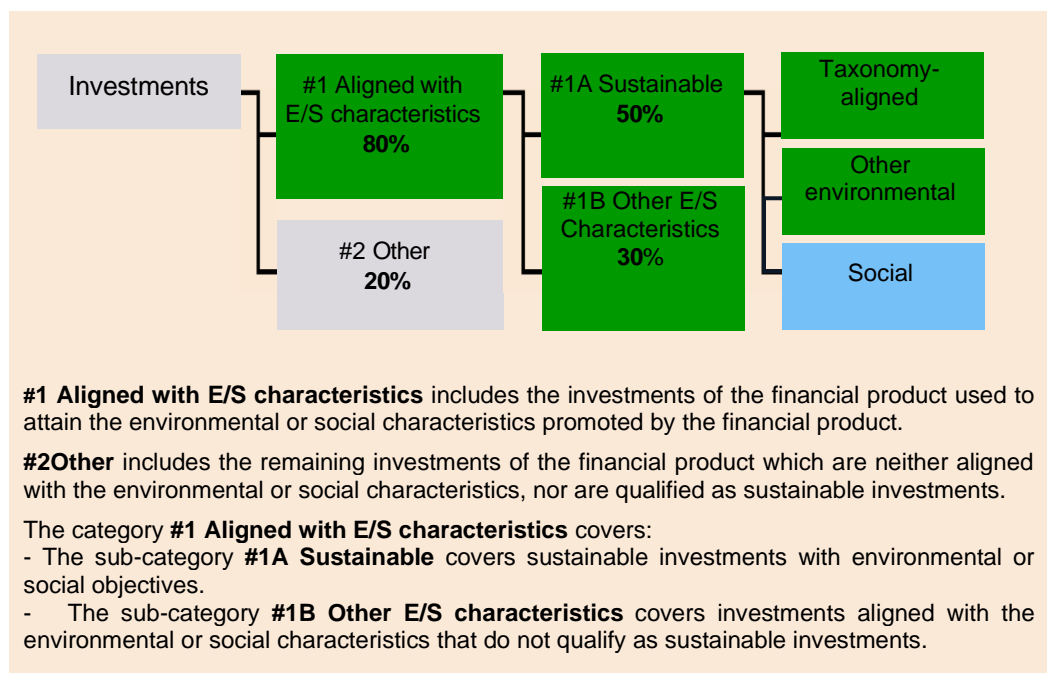 Investments
#1 Aligned with
E/S characteristics
80%
#2 Other
20%
#1A Sustainable
50%
#1B Other E/S
Characteristics
30%
Taxonomy-
aligned
Other
environmental
Social
#1 Aligned with E/S characteristics includes the investments of the financial product used to
attain the environmental or social characteristics promoted by the financial product.
#2Other includes the remaining investments of the financial product which are neither aligned
with the environmental or social characteristics, nor are qualified as sustainable investments.
The category #1 Aligned with E/S characteristics covers:
- The sub-category #1A Sustainable covers sustainable investments with environmental or
social objectives.
- The sub-category #1B Other E/S characteristics covers investments aligned with the
environmental or social characteristics that do not qualify as sustainable investments.